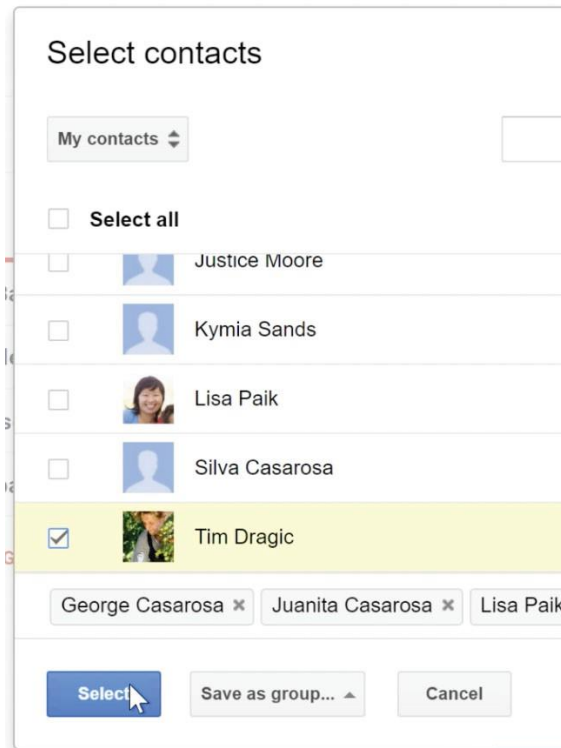 Select contacts
My contacts
Select all
Justice Moore
Kymia Sands
Lisa Paik
Silva Casarosa
Tim Dragic
George Casarosa × Juanita Casarosa × Lisa Paik
Select Save as group... Cancel